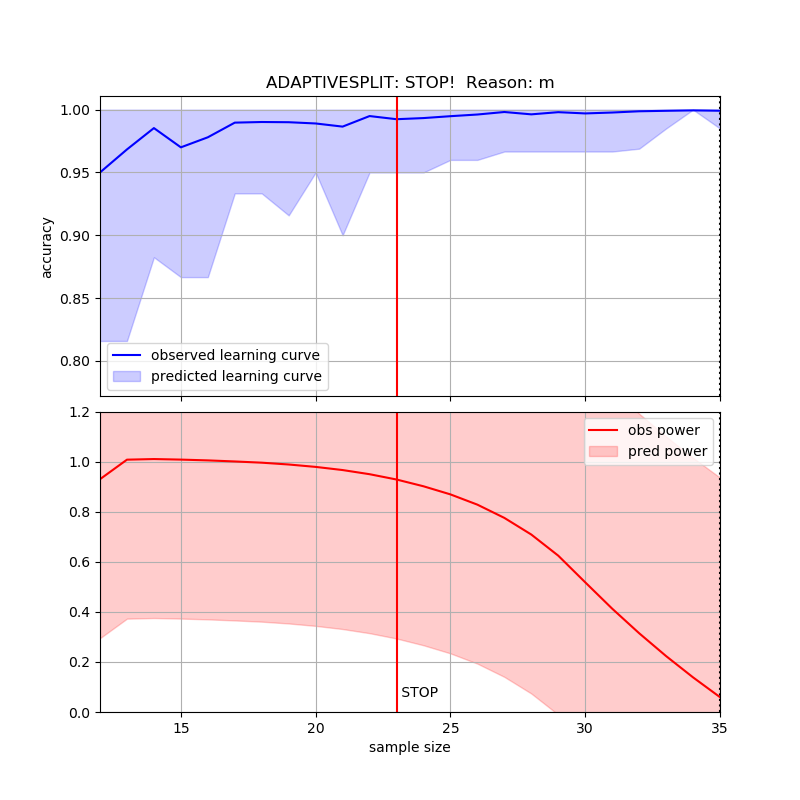 ADAPTIVESPLIT: STOP!  Reason: m
1.00
0.95
0.90
0.85
0.80
accuracy
observed learning curve
predicted learning curve
1.2
1.0
0.8
0.6
0.4
0.2
0.0
obs power
pred power
STOP
15 20 25 30 35
sample size